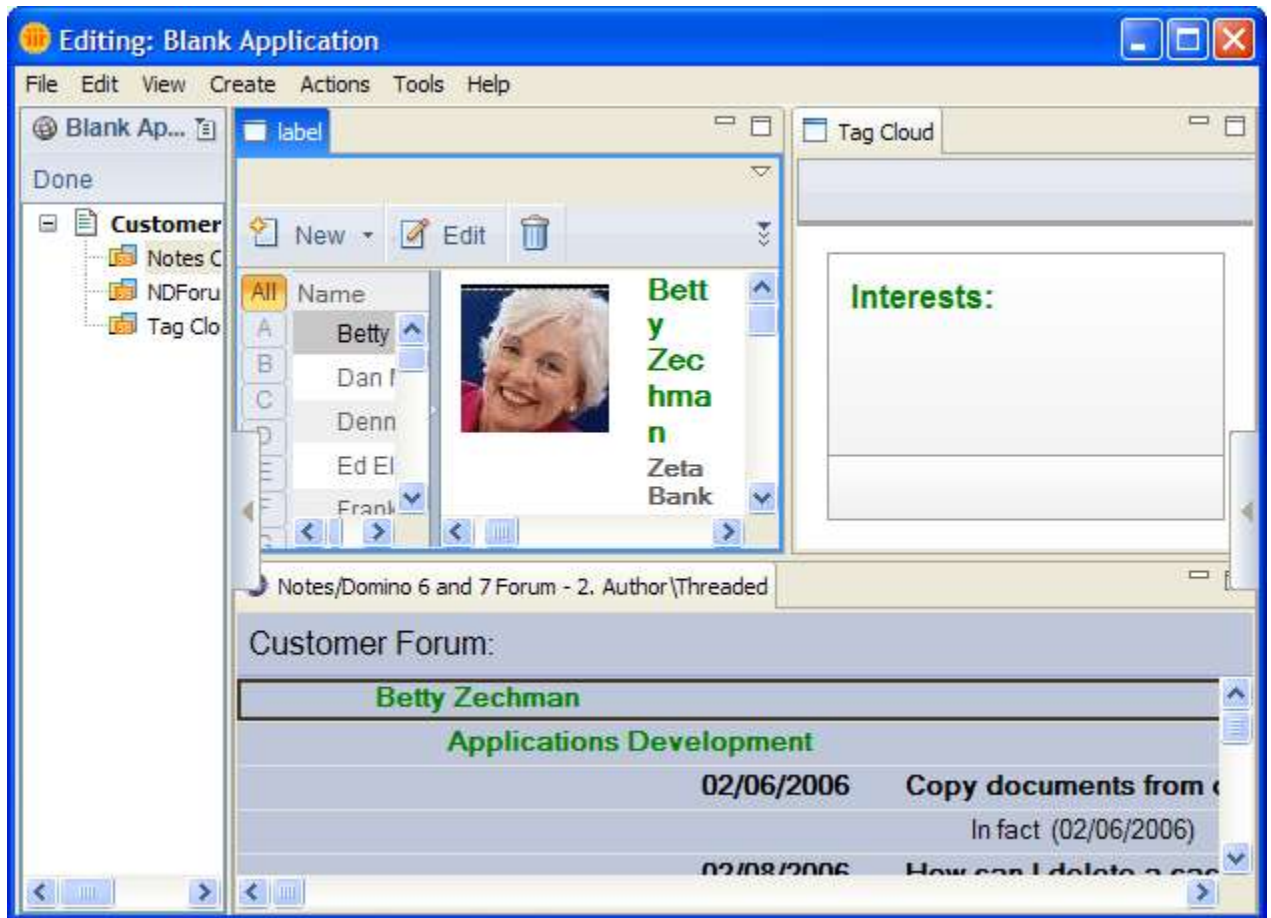 Editing: Blank Application
File Edit View Create Actions Tools Help
Blank Ap...
Done
Customer
Notes C
NDForu
Tag Clo
label
New Edit
All
A
B
C
D
E
F
G
Name
Betty
Dan
Denn
Ed El
Frank
Bett
y
Zec
hma
n
Zeta
Bank
Tag Cloud
Interests:
Notes/Domino 6 and 7 Forum - 2. Author\Threaded
Customer Forum:
Betty Zechman
Applications Development
02/06/2006 Copy documents from
In fact (02/06/2006)
02/08/2006 How can I delete a